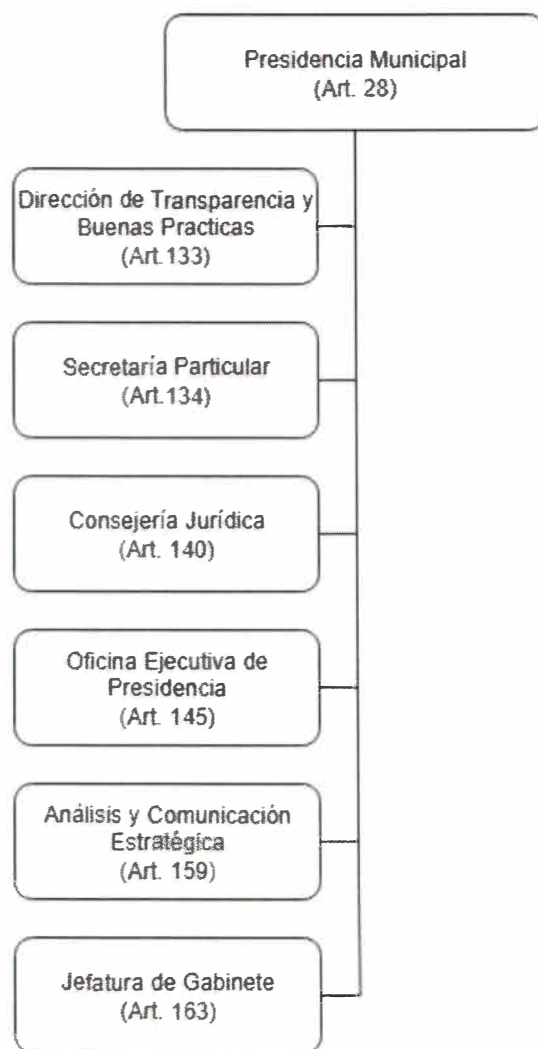 Presidencia Municipal
(Art. 28)
Dirección de Transparencia y
Buenas Practicas
(Art.133)
Secretaría Particular
(Art.134)
Consejería Jurídica
(Art. 140)
Oficina Ejecutiva de
Presidencia
(Art. 145)
Análisis y Comunicación
Estratégica
(Art. 159)
Jefatura de Gabinete
(Art. 163)